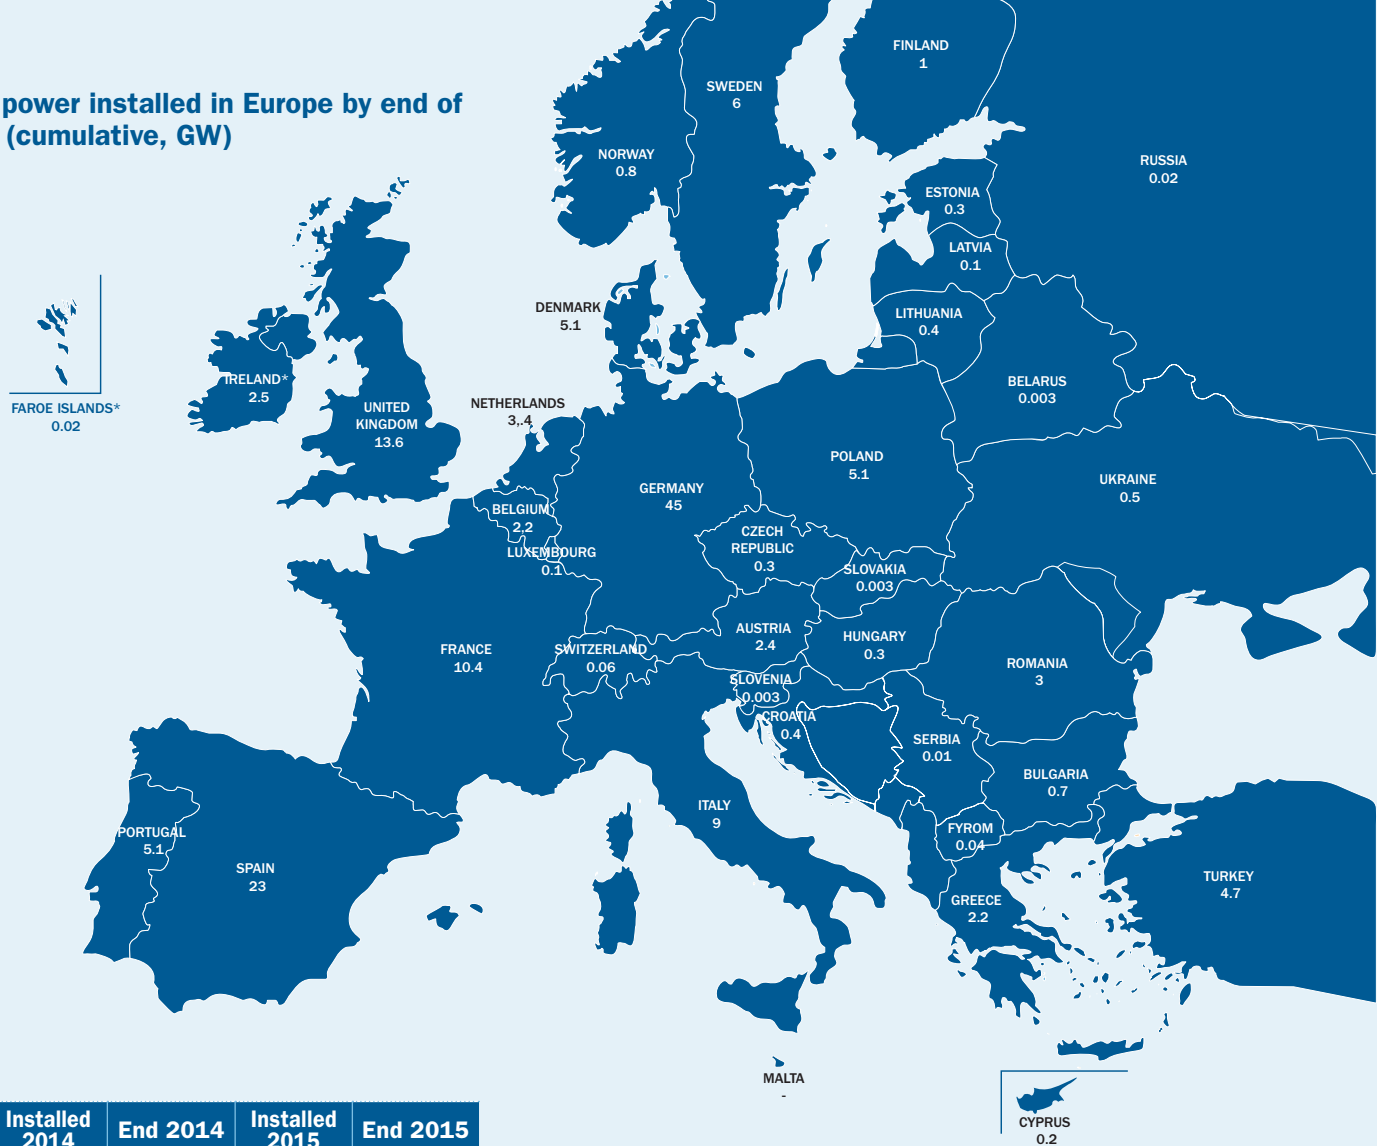 power installed in Europe by end of
(cumulative, GW)
FINLAND
1
SWEDEN
6
NORWAY
0.8
RUSSIA
0.02
ESTONIA
0.3
LATVIA
0.1
LITHUANIA
0.4
DENMARK
5.1
IRELAND*
2.5
FAROE ISLANDS*
0.02
UNITED
KINGDOM
13.6
NETHERLANDS
3,.4
BELARUS
0.003
POLAND
5.1
UKRAINE
0.5
GERMANY
45
BELGIUM
2,2
LUXEMBOURG
0.1
CZECH
REPUBLIC
0.3
SLOVAKIA
0.003
AUSTRIA
2.4
HUNGARY
0.3
FRANCE
10.4
SWITZERLAND
0.06
ROMANIA
3
SLOVENIA
0.003
CROATIA
0.4
SERBIA
0.01
BULGARIA
0.7
ITALY
9
FYROM
0.04
PORTUGAL
5.1
SPAIN
23
GREECE
2.2
TURKEY
4.7
MALTA
-
CYPRUS
0.2
Installed
2014
End 2014
Installed
2015
End 2015